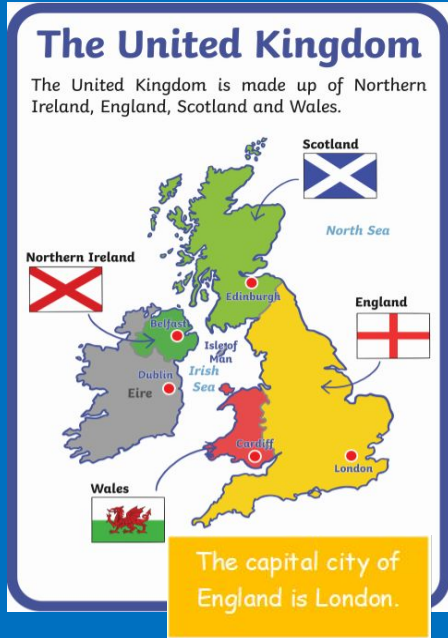 The United Kingdom
The United Kingdom is made up of Northern
Ireland, England, Scotland and Wales.
Scotland
North Sea
Northern Ireland
Edinburgh
England
Belfast
Isle of
Man
Irish
Sea
Dublin
Eire
Cardiff
London
Wales
The capital city of
England is London.